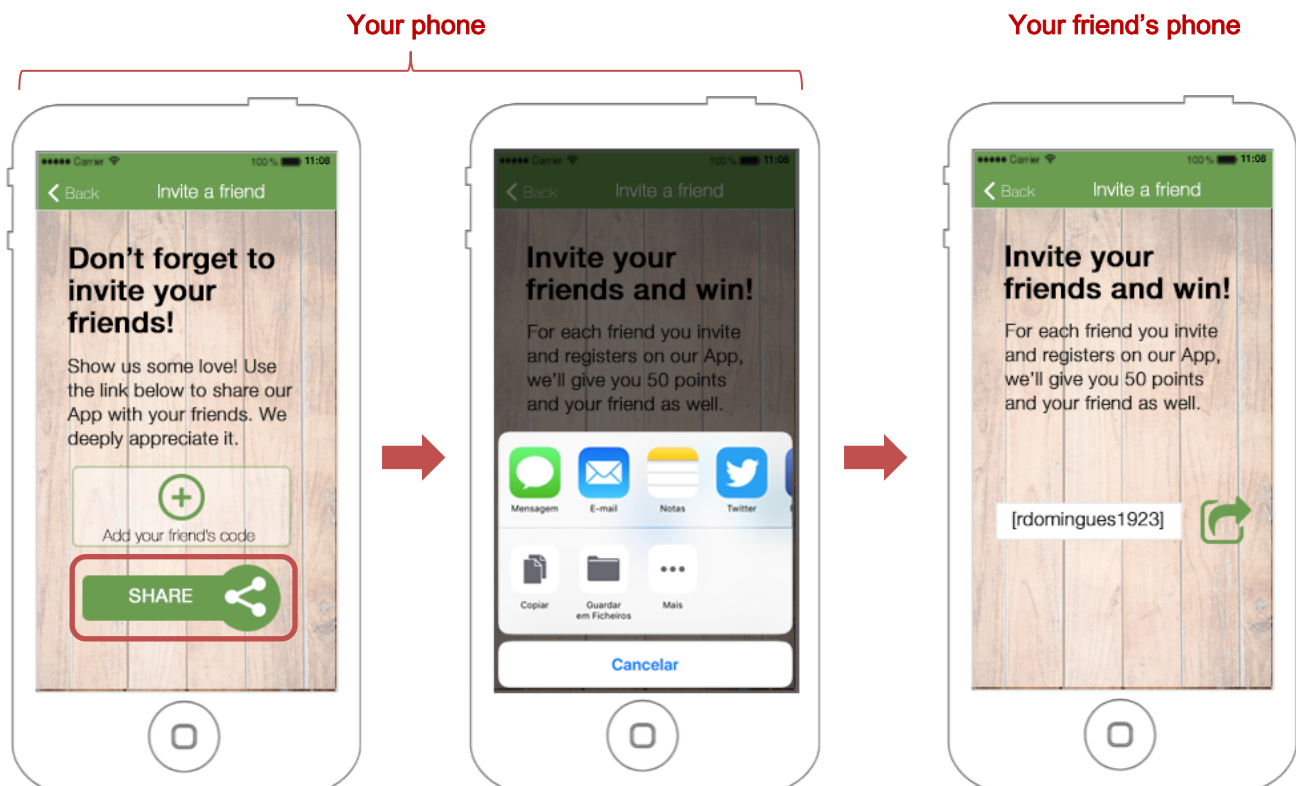 Your phone
Your friend's phone
Carrier 100% 11:08
Back Invite a friend
Don't forget to
invite your
friends!
Show us some love! Use
the link below to share our
App with your friends. We
deeply appreciate it.
Add your friend's code
SHARE
Carrier 100% 11:08
Back Invite a friend
Invite your
friends and win!
For each friend you invite
and registers on our App,
we'll give you 50 points
and your friend as well.
Mensagem E-mail Notas Twitter
Copiar Guardar
em Ficheiros Mais
Cancelar
Carrier 100% 11:08
Back Invite a friend
Invite your
friends and win!
For each friend you invite
and registers on our App,
we'll give you 50 points
and your friend as well.
[rdomingues1923]